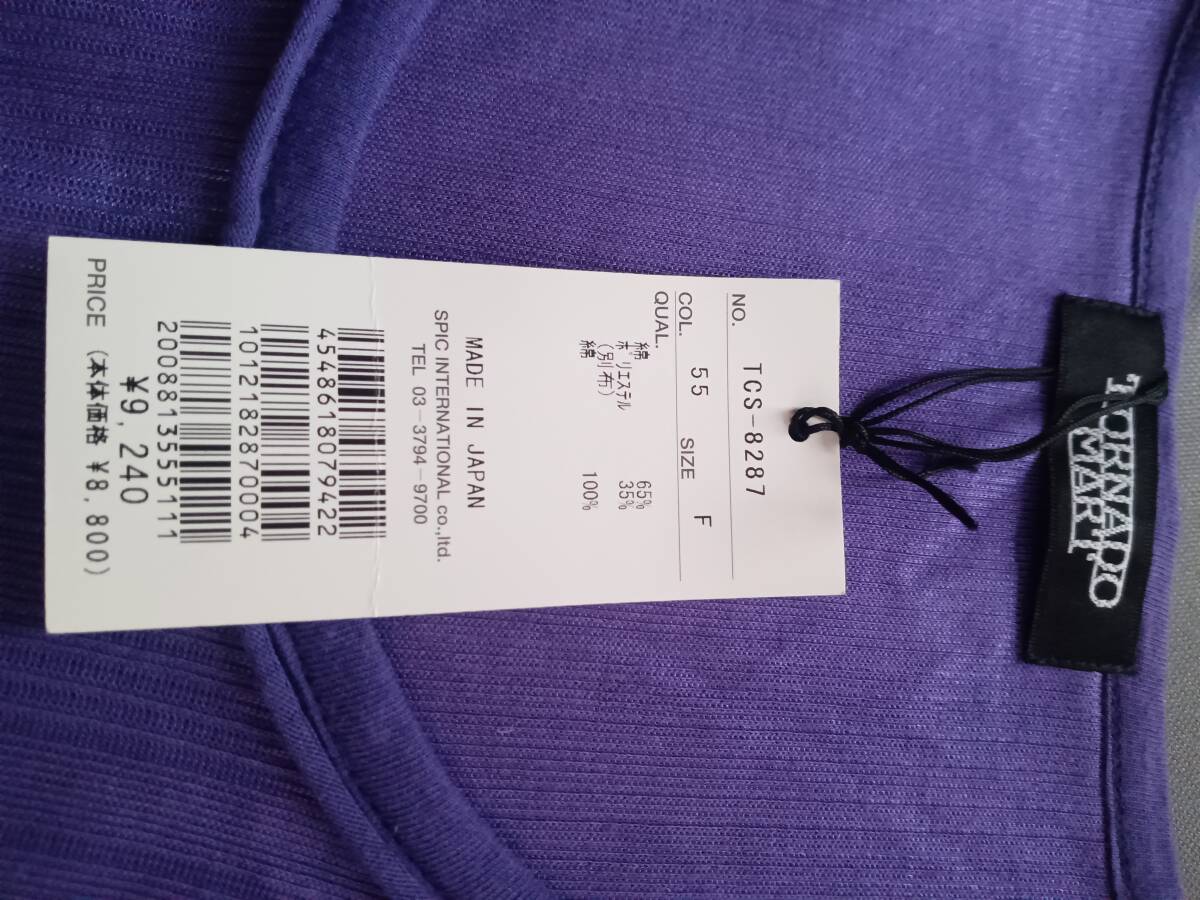 TORNADO
MART
NO. TCS-8287
COL. 55 SIZE F
QUAL.
綿 65%
ポリエステル 35%
(別布)
綿 100%
MADE IN JAPAN
SPIC INTERNATIONAL co.,ltd.
TEL 03-3794-9700
4548618079422
1012182870004
2008813555111
¥9,240
PRICE (本体価格 ¥8,800)